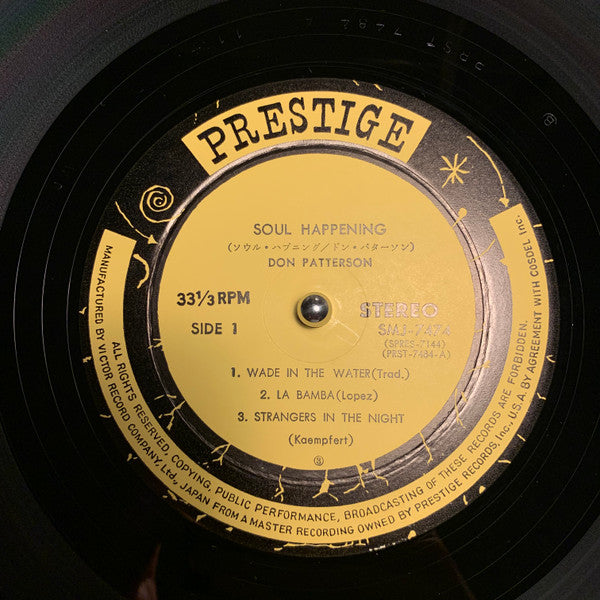 PRESTIGE
SOUL HAPPENING
(ソウル・ハプニング/ドン・パターソン)
DON PATTERSON
33⅓ RPM
STEREO
SIDE 1
SMJ-7474
(SPRES-7144)
(PRST-7484-A)
1. WADE IN THE WATER(Trad.)
2. LA BAMBA(Lopez)
3. STRANGERS IN THE NIGHT
(Kaempfert)
MANUFACTURED BY VICTOR RECORD COMPANY, Ltd., JAPAN FROM A MASTER RECORDING OWNED BY PRESTIGE RECORDS, Inc., U.S.A. BY AGREEMENT WITH COSDEL Inc.
ALL RIGHTS RESERVED. COPYING, PUBLIC PERFORMANCE, BROADCASTING OF THESE RECORDS ARE FORBIDDEN.